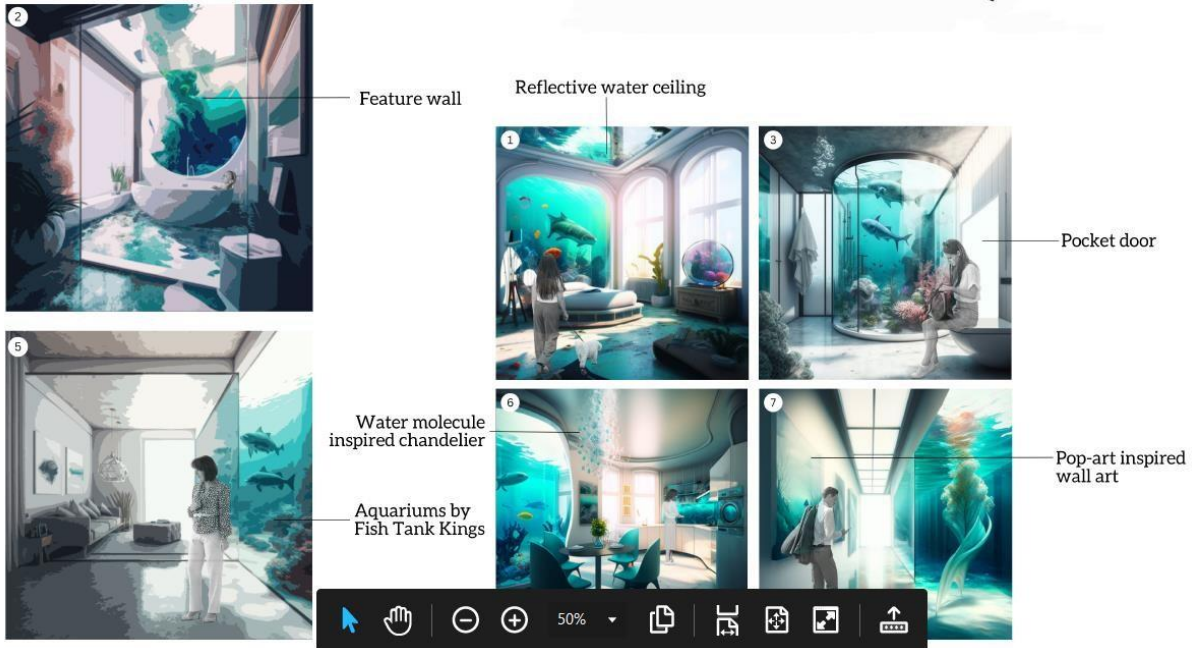 2
Feature wall
Reflective water ceiling
1
3
Pocket door
5
Water molecule
inspired chandelier
6
7
Pop-art inspired
wall art
Aquariums by
Fish Tank Kings
50%